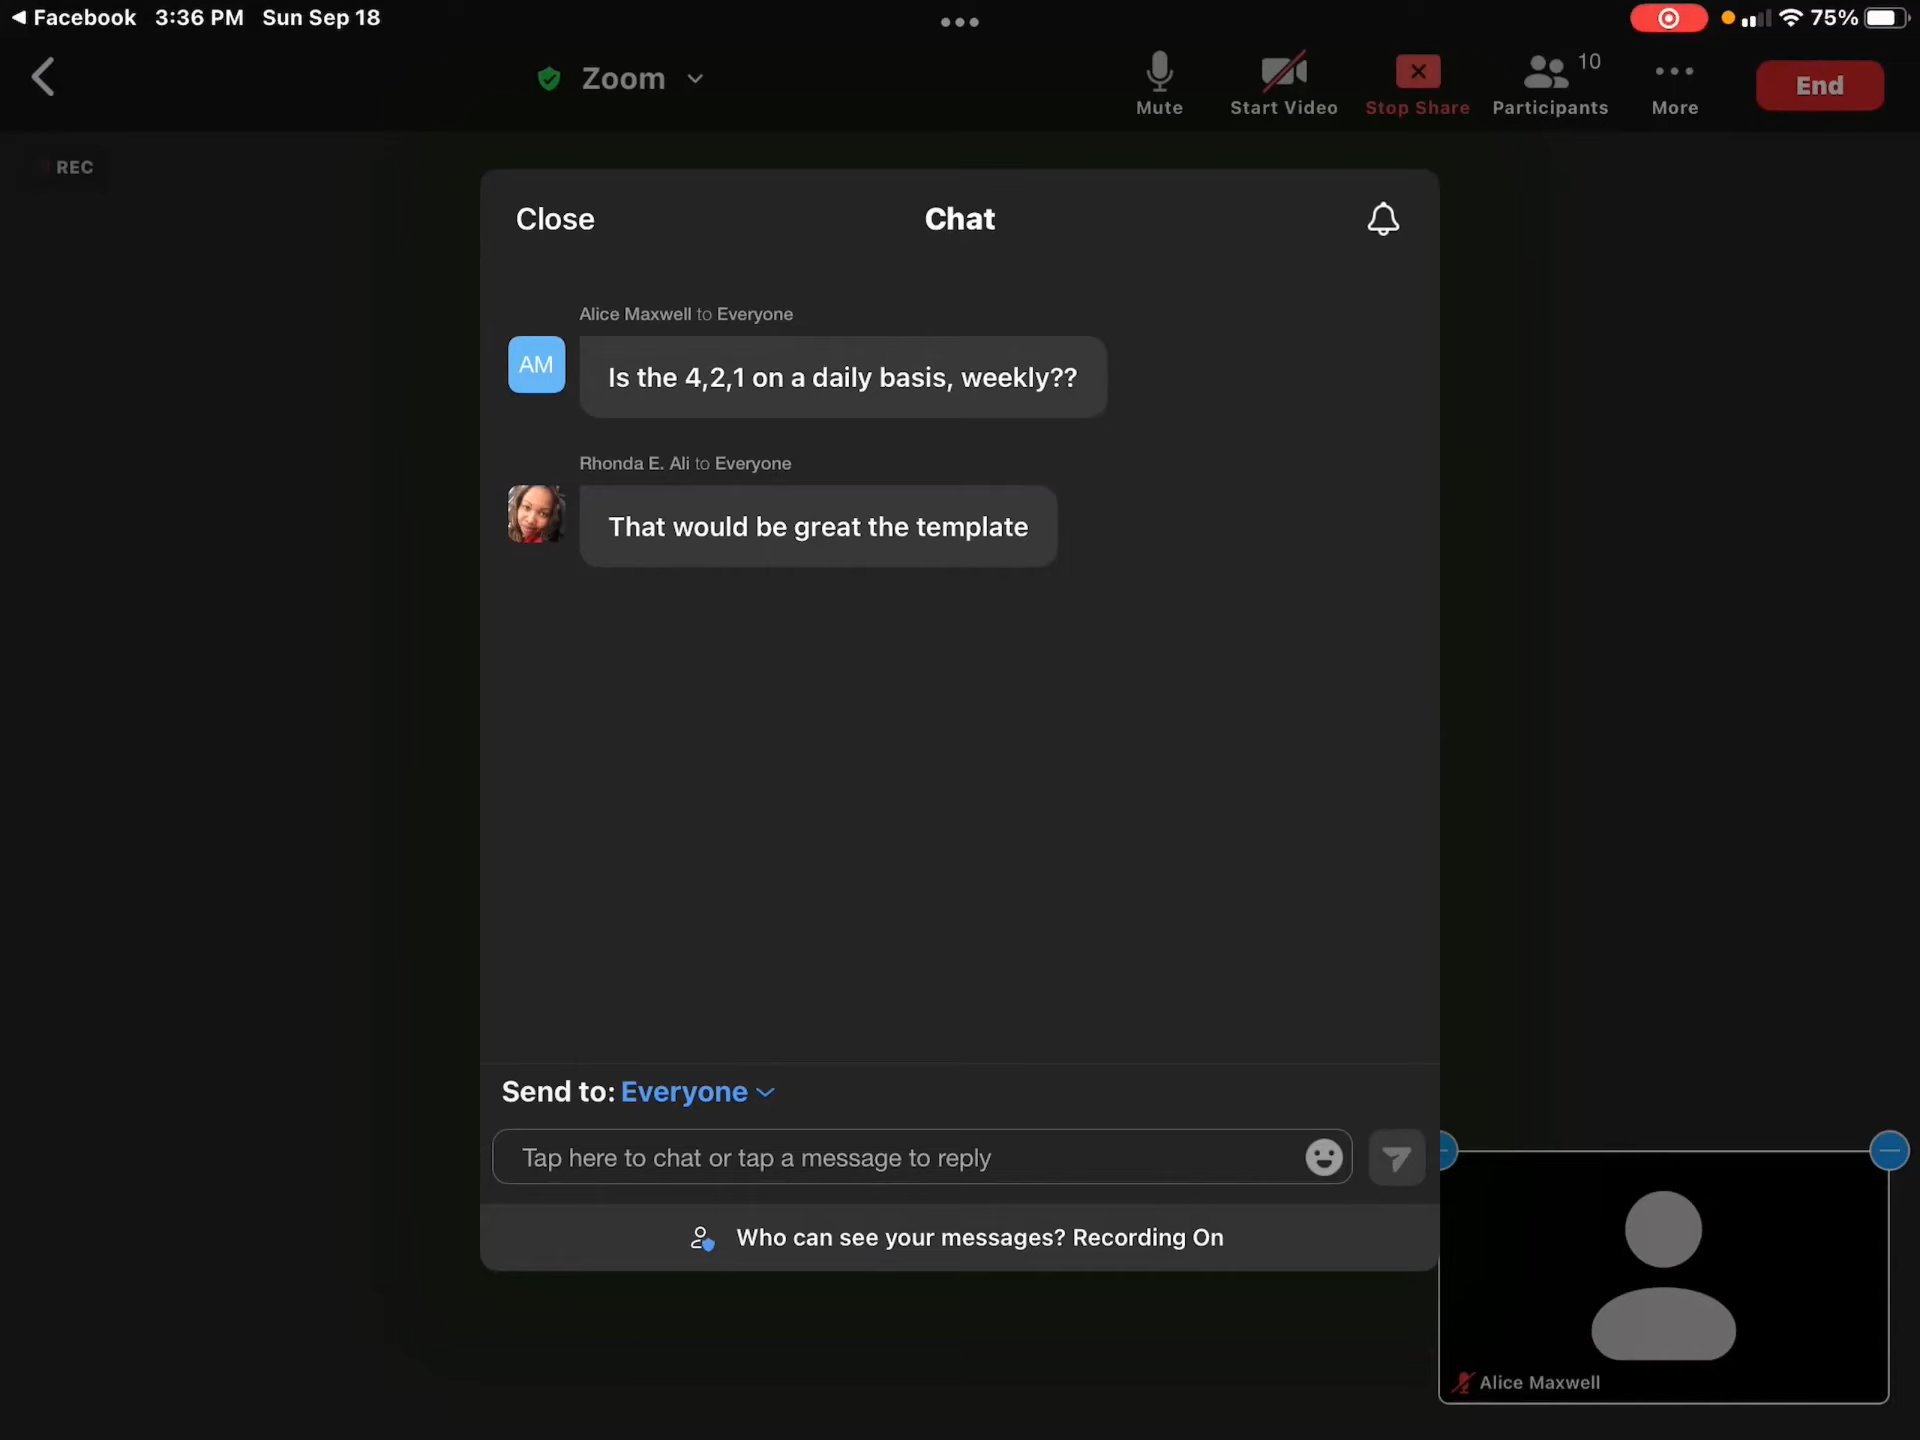 Facebook 3:36 PM Sun Sep 18
75%
Zoom
Mute
Start Video
Stop Share
Participants
10
More
End
REC
Close
Chat
Alice Maxwell to Everyone
AM
Is the 4,2,1 on a daily basis, weekly??
Rhonda E. Ali to Everyone
That would be great the template
Send to: Everyone
Tap here to chat or tap a message to reply
Who can see your messages? Recording On
Alice Maxwell